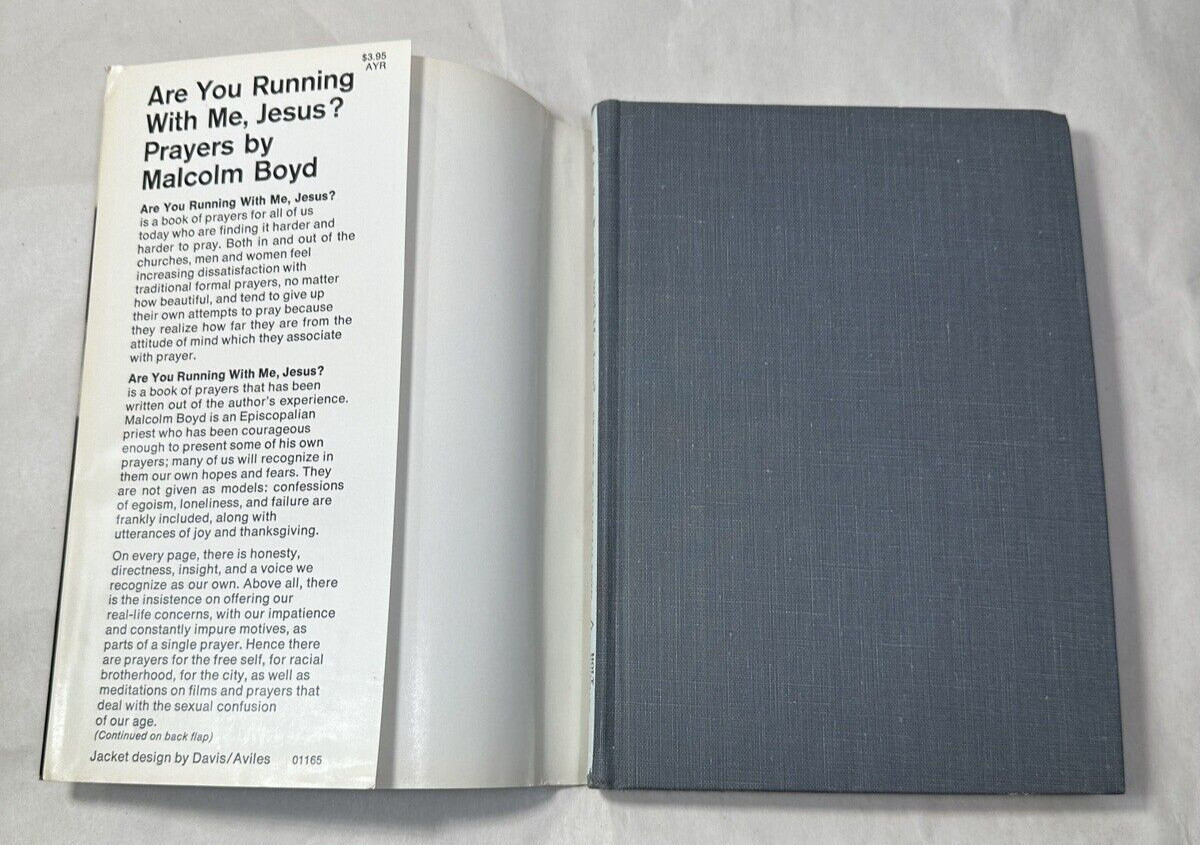 $3.95
AYR
Are You Running
With Me, Jesus?
Prayers by
Malcolm Boyd
Are You Running With Me, Jesus?
is a book of prayers for all of us
today who are finding it harder and
harder to pray. Both in and out of the
churches, men and women feel
increasing dissatisfaction with
traditional formal prayers, no matter
how beautiful, and tend to give up
their own attempts to pray because
they realize how far they are from the
attitude of mind which they associate
with prayer.
Are You Running With Me, Jesus?
is a book of prayers that has been
written out of the author's experience.
Malcolm Boyd is an Episcopalian
priest who has been courageous
enough to present some of his own
prayers; many of us will recognize in
them our own hopes and fears. They
are not given as models: confessions
of egoism, loneliness, and failure are
frankly included, along with
utterances of joy and thanksgiving.
On every page, there is honesty,
directness, insight, and a voice we
recognize as our own. Above all, there
is the insistence on offering our
real-life concerns, with our impatience
and constantly impure motives, as
parts of a single prayer. Hence there
are prayers for the free self, for racial
brotherhood, for the city, as well as
meditations on films and prayers that
deal with the sexual confusion
of our age.
(Continued on back flap)
Jacket design by Davis/Aviles 01165